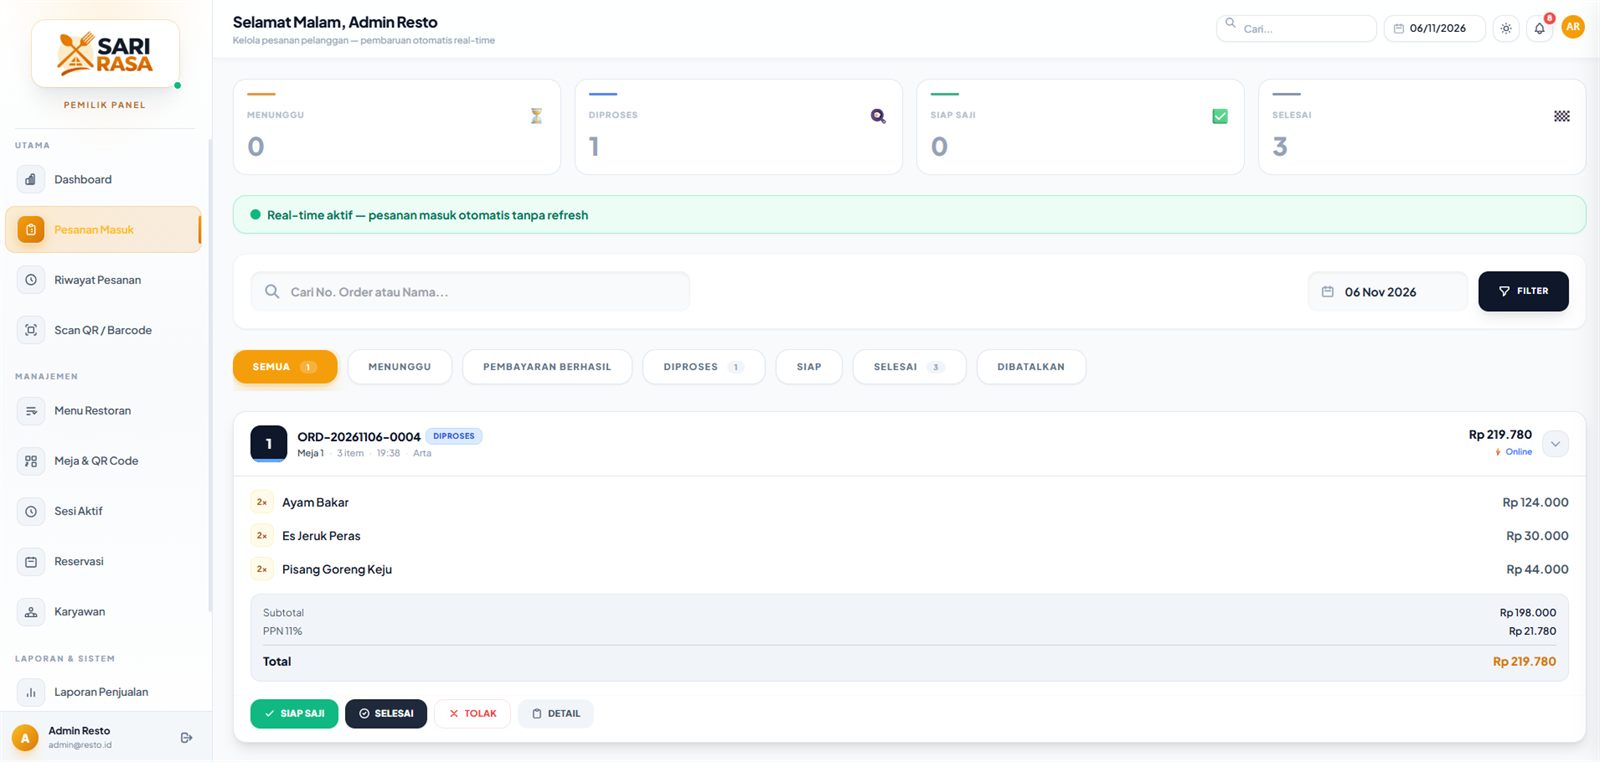 SARI
RASA
PEMILIK PANEL
UTAMA
Dashboard
Pesanan Masuk
Riwayat Pesanan
Scan QR / Barcode
MANAJEMEN
Menu Restoran
Meja & QR Code
Sesi Aktif
Reservasi
Karyawan
LAPORAN & SISTEM
Laporan Penjualan
A
Admin Resto
admin@resto.id
Selamat Malam, Admin Resto
Kelola pesanan pelanggan — pembaruan otomatis real-time
Cari...
06/11/2026
8
AR
MENUNGGU
0
DIPROSES
1
SIAP SAJI
0
SELESAI
3
Real-time aktif — pesanan masuk otomatis tanpa refresh
Cari No. Order atau Nama...
06 Nov 2026
FILTER
SEMUA 1
MENUNGGU
PEMBAYARAN BERHASIL
DIPROSES 1
SIAP
SELESAI 3
DIBATALKAN
1
ORD-20261106-0004 DIPROSES
Meja 1 · 3 item · 19:38 · Arta
Rp 219.780
Online
2× Ayam Bakar Rp 124.000
2× Es Jeruk Peras Rp 30.000
2× Pisang Goreng Keju Rp 44.000
Subtotal Rp 198.000
PPN 11% Rp 21.780
Total Rp 219.780
SIAP SAJI
SELESAI
TOLAK
DETAIL